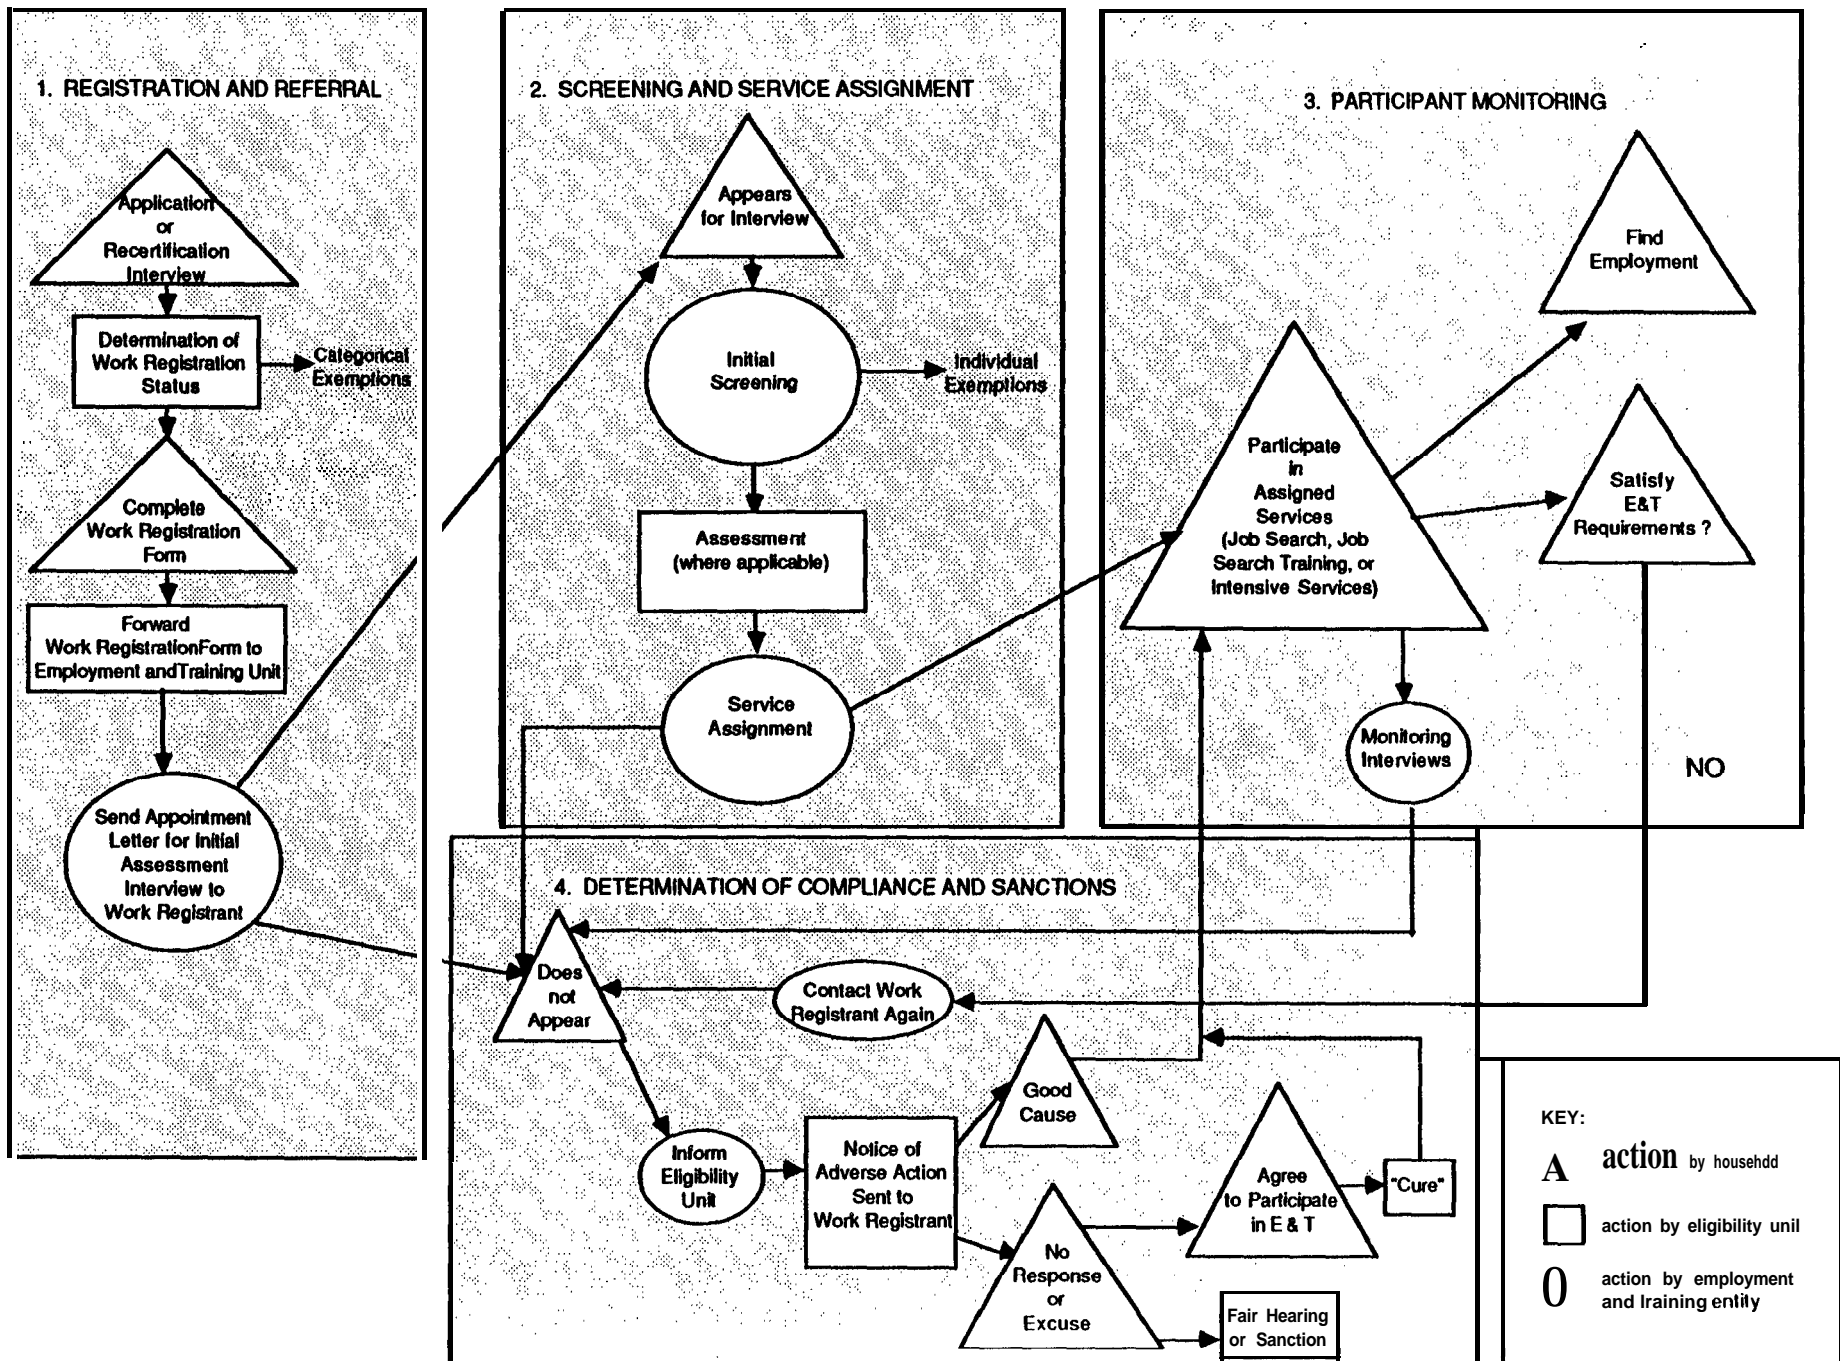 1. REGISTRATION AND REFERRAL
Application
or
Recertification
Interview
Determination of
Work Registration
Status
Categorical
Exemptions
Complete
Work Registration
Form
Forward
Work RegistrationForm to
Employment andTraining Unit
Send Appointment
Letter for Initial
Assessment
Interview to
Work Registrant
2. SCREENING AND SERVICE ASSIGNMENT
Appears
for Interview
Initial
Screening
Individual
Exemptions
Assessment
(where applicable)
Service
Assignment
3. PARTICIPANT MONITORING
Find
Employment
Participate
in
Assigned
Services
(Job Search, Job
Search Training, or
Intensive Services)
Satisfy
E&T
Requirements ?
Monitoring
Interviews
NO
4. DETERMINATION OF COMPLIANCE AND SANCTIONS
Does
not
Appear
Contact Work
Registrant Again
Inform
Eligibility
Unit
Notice of
Adverse Action
Sent to
Work Registrant
Good
Cause
No
Response
or
Excuse
Agree
to Participate
in E & T
"Cure"
Fair Hearing
or Sanction
KEY:
A action by househdd
action by eligibility unil
0 action by employment
and Iraining entity